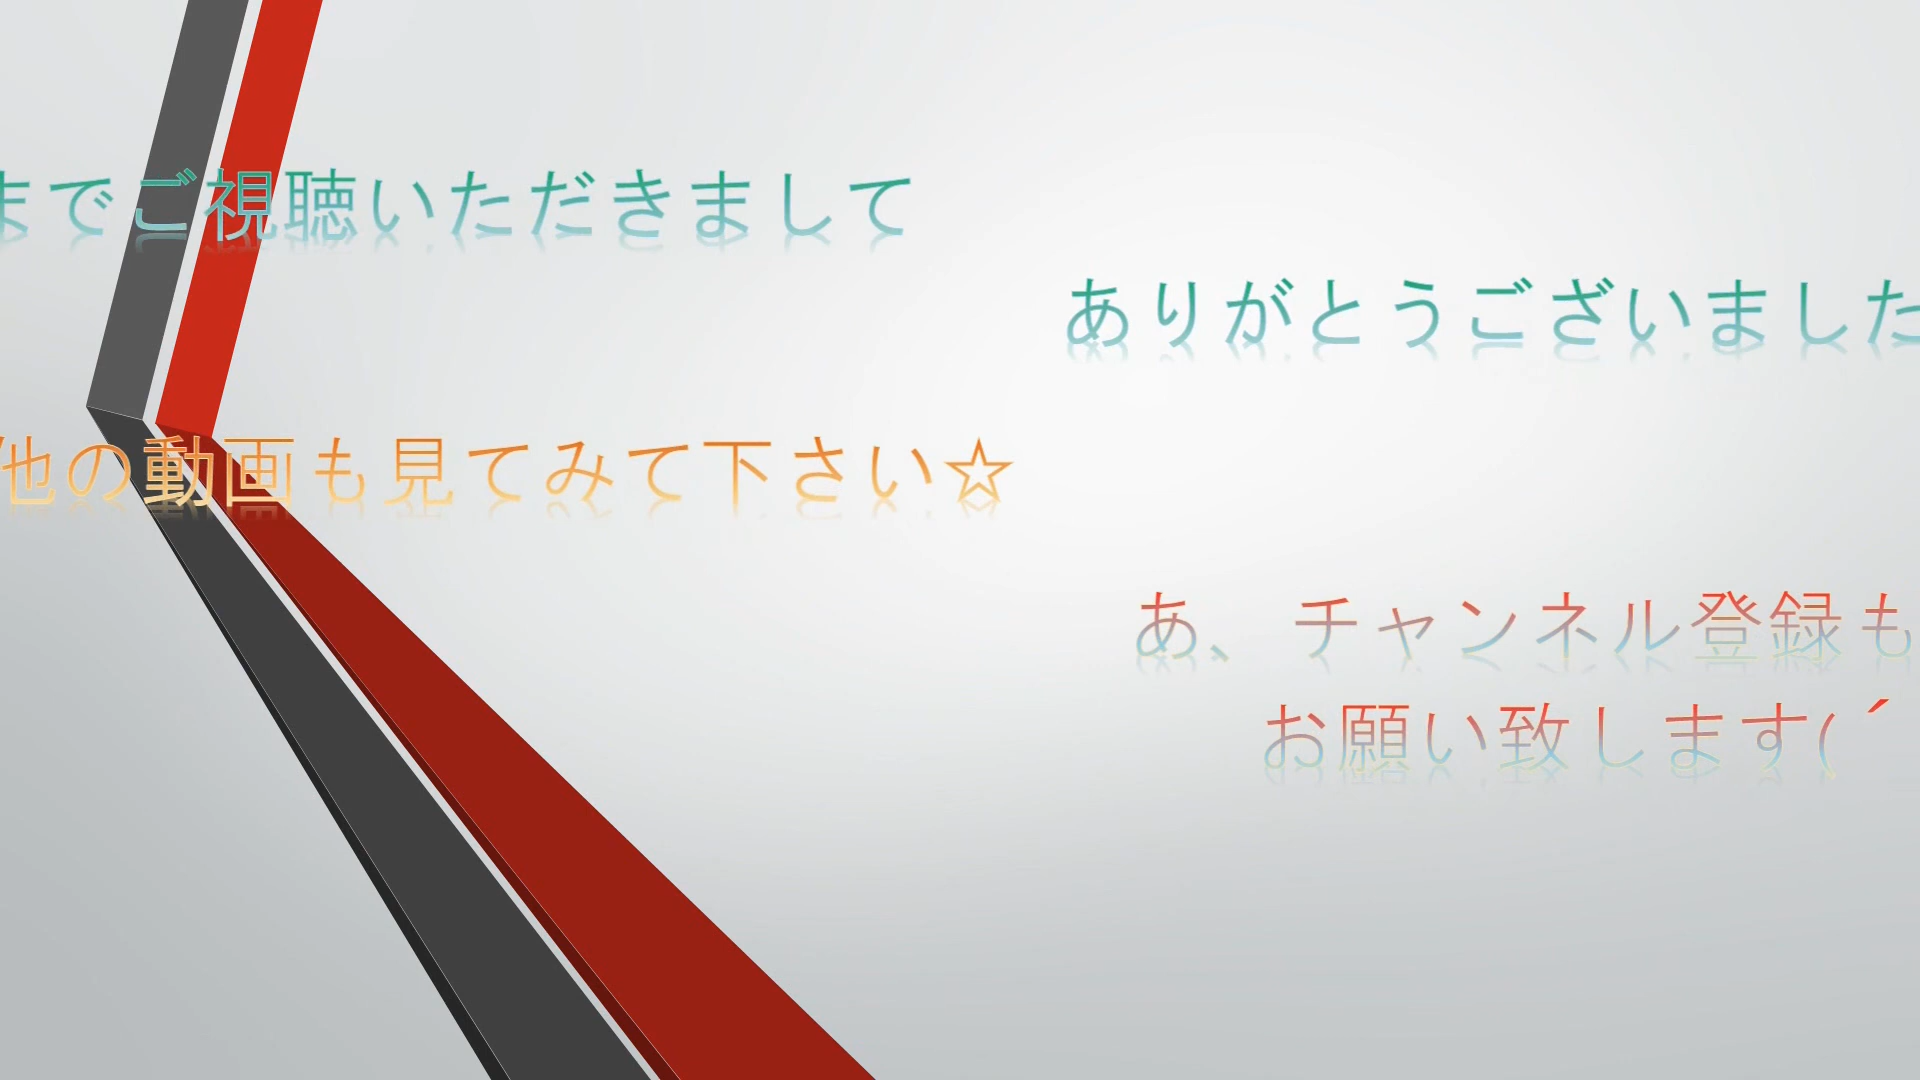 までご視聴いただきまして
ありがとうございました
他の動画も見てみて下さい☆
あ、チャンネル登録も
お願い致します( ´